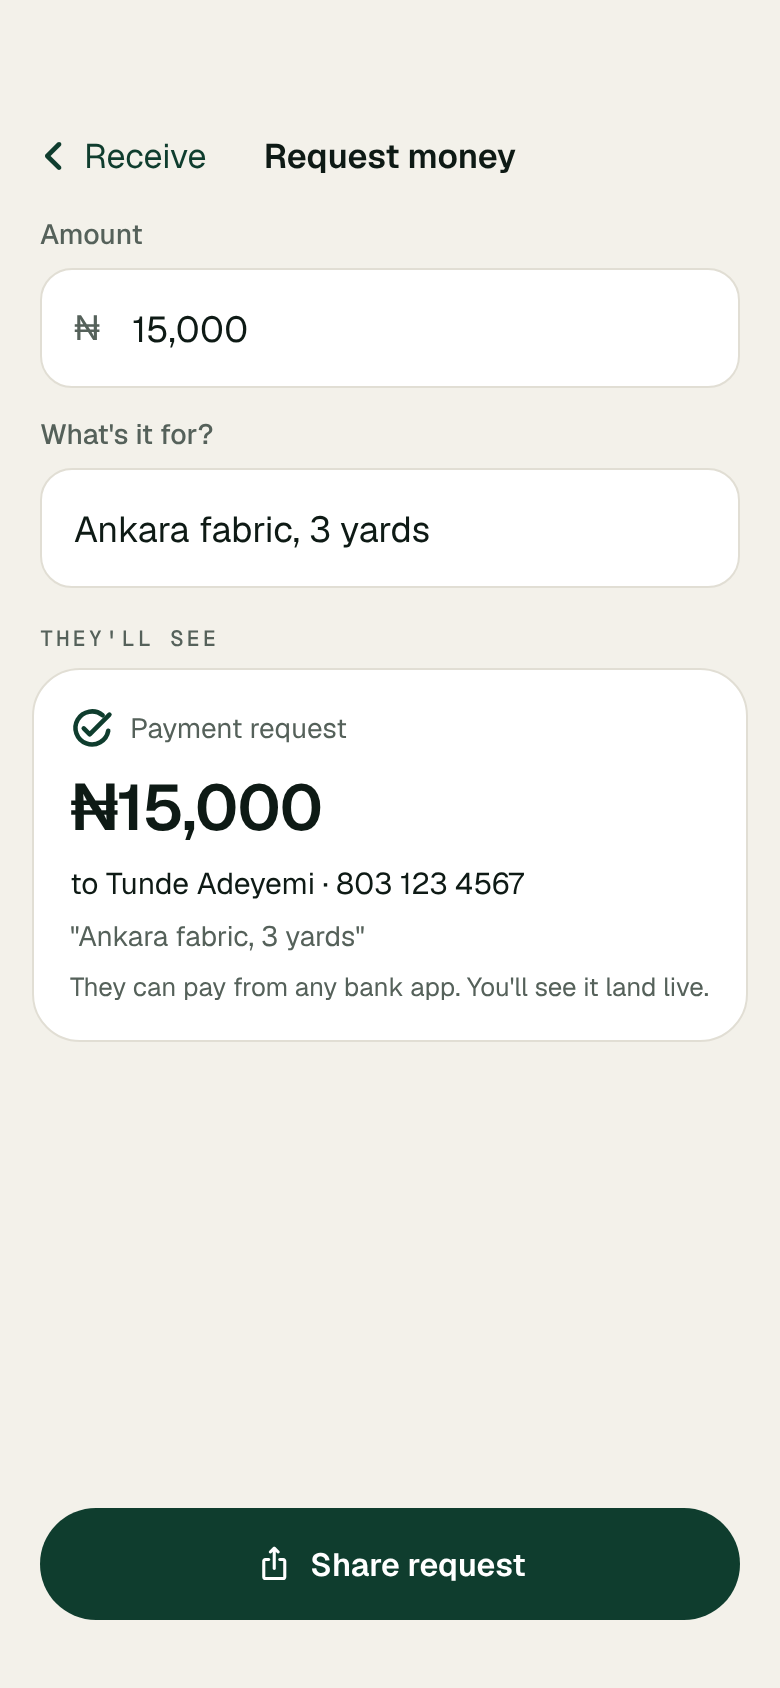 Receive
Request money
Amount
₦ 15,000
What's it for?
Ankara fabric, 3 yards
THEY'LL SEE
Payment request
₦15,000
to Tunde Adeyemi · 803 123 4567
"Ankara fabric, 3 yards"
They can pay from any bank app. You'll see it land live.
Share request